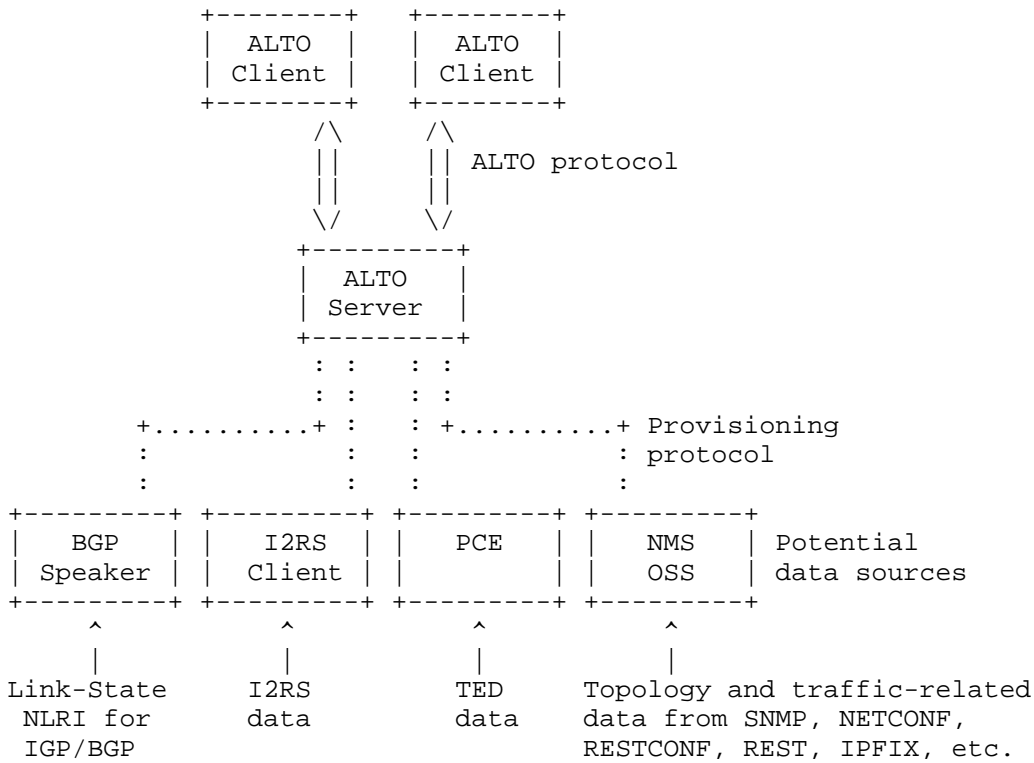 ALTO ALTO
Client Client
ALTO protocol
ALTO
Server
Provisioning
protocol
BGP I2RS PCE NMS Potential
Speaker Client OSS data sources
Link-State I2RS TED Topology and traffic-related
NLRI for data data data from SNMP, NETCONF,
IGP/BGP RESTCONF, REST, IPFIX, etc.